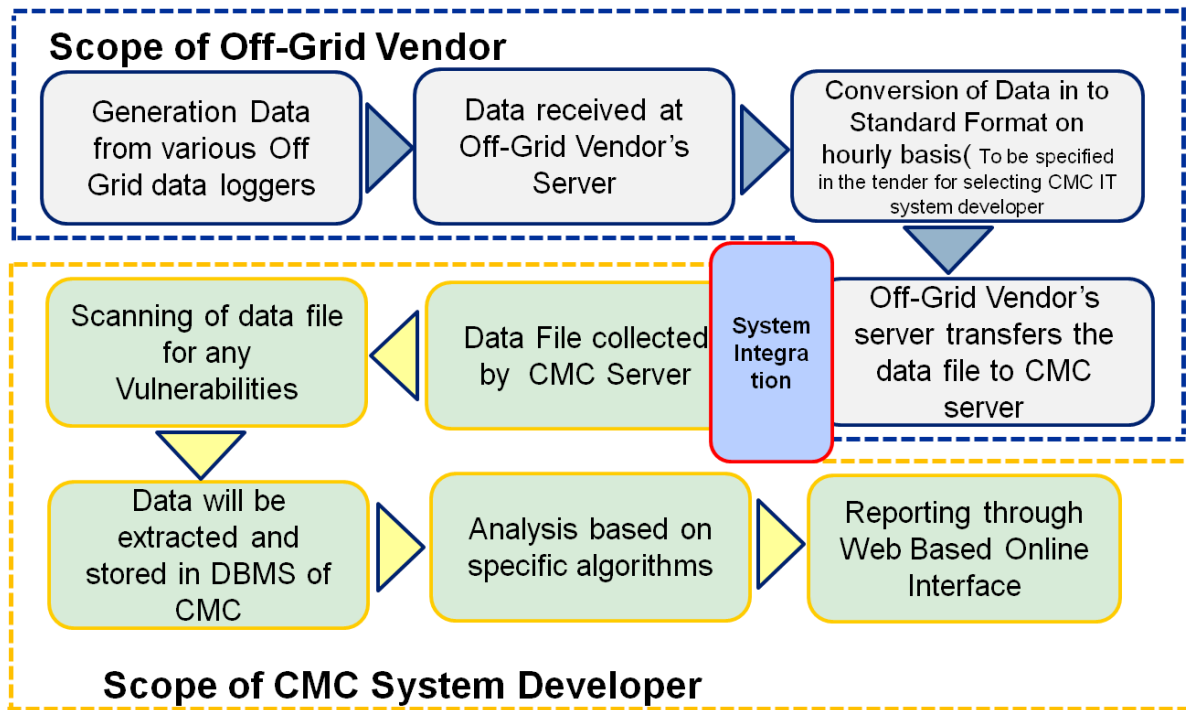 Scope of Off-Grid Vendor
Generation Data
from various Off
Grid data loggers
Data received at
Off-Grid Vendor's
Server
Conversion of Data in to
Standard Format on
hourly basis( To be specified
in the tender for selecting CMC IT
system developer
Off-Grid Vendor's
server transfers the
data file to CMC
server
System
Integra
tion
Data File collected
by CMC Server
Scanning of data file
for any
Vulnerabilities
Data will be
extracted and
stored in DBMS of
CMC
Analysis based on
specific algorithms
Reporting through
Web Based Online
Interface
Scope of CMC System Developer